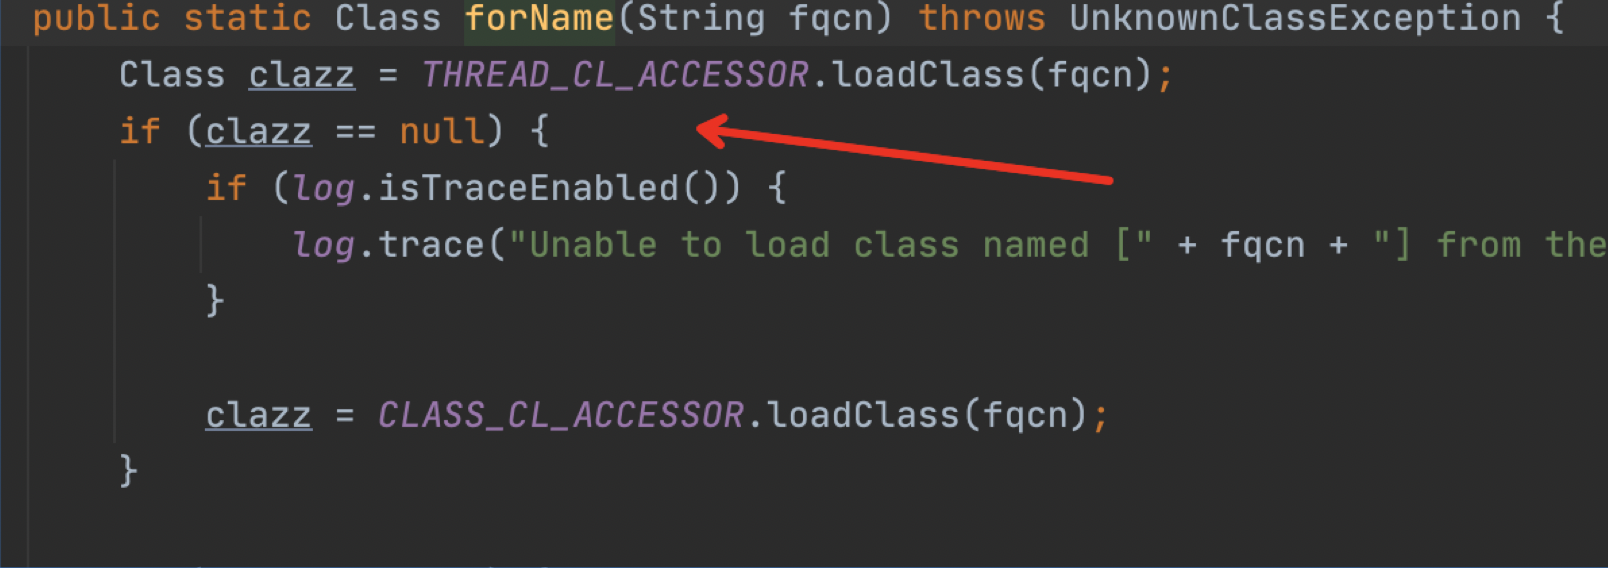 public static Class forName(String fqcn) throws UnknownClassException {
Class clazz = THREAD_CL_ACCESSOR.loadClass(fqcn);
if (clazz == null) {
if (log.isTraceEnabled()) {
log.trace("Unable to load class named [" + fqcn + "] from the
}
clazz = CLASS_CL_ACCESSOR.loadClass(fqcn);
}